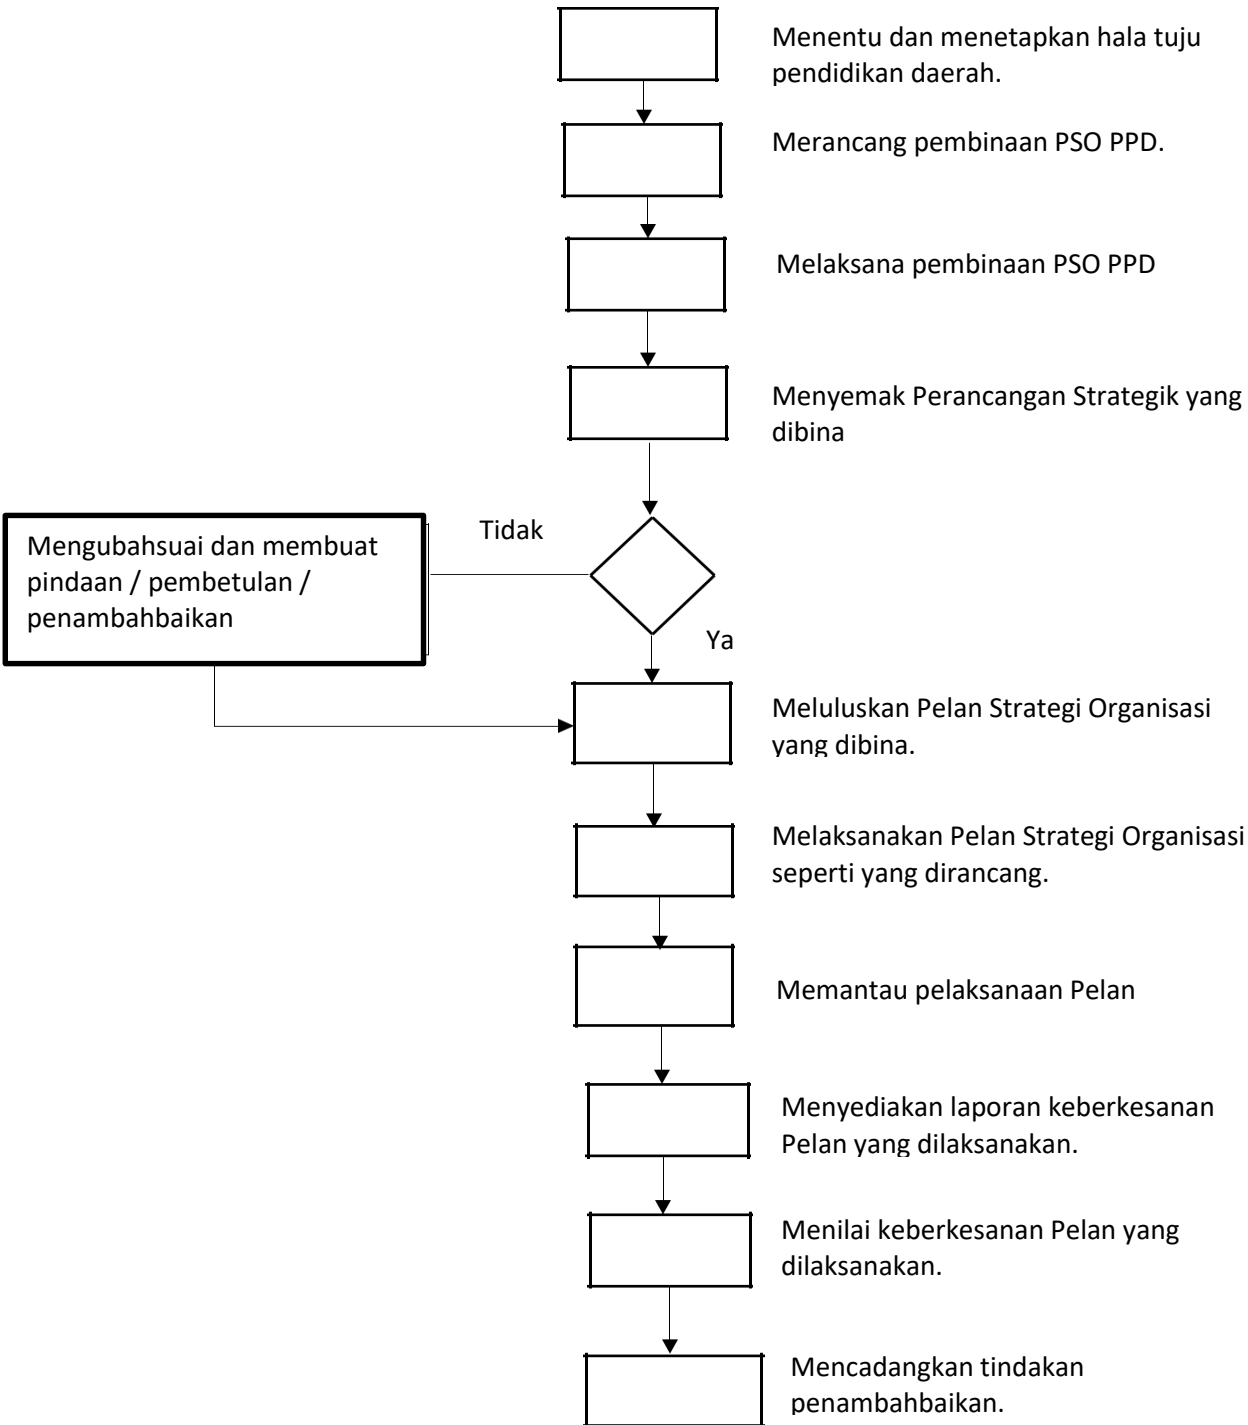 Menentu dan menetapkan hala tuju
pendidikan daerah.
Merancang pembinaan PSO PPD.
Melaksana pembinaan PSO PPD
Menyemak Perancangan Strategik yang
dibina
Tidak
Mengubahsuai dan membuat
pindaan / pembetulan /
penambahbaikan
Ya
Meluluskan Pelan Strategi Organisasi
yang dibina.
Melaksanakan Pelan Strategi Organisasi
seperti yang dirancang.
Memantau pelaksanaan Pelan
Menyediakan laporan keberkesanan
Pelan yang dilaksanakan.
Menilai keberkesanan Pelan yang
dilaksanakan.
Mencadangkan tindakan
penambahbaikan.